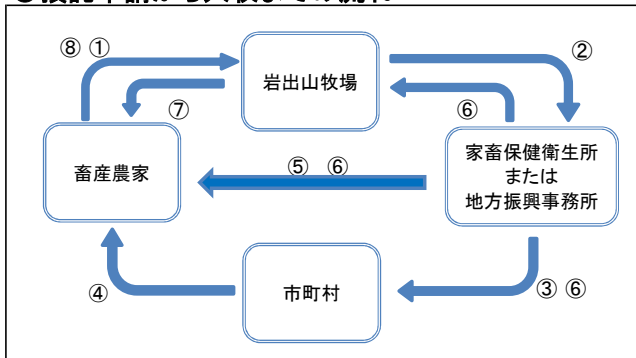 ⑧ ①
②
岩出山牧場
⑦
⑥
畜産農家
家畜保健衛生所
または
地方振興事務所
⑤ ⑥
④
市町村
③ ⑥